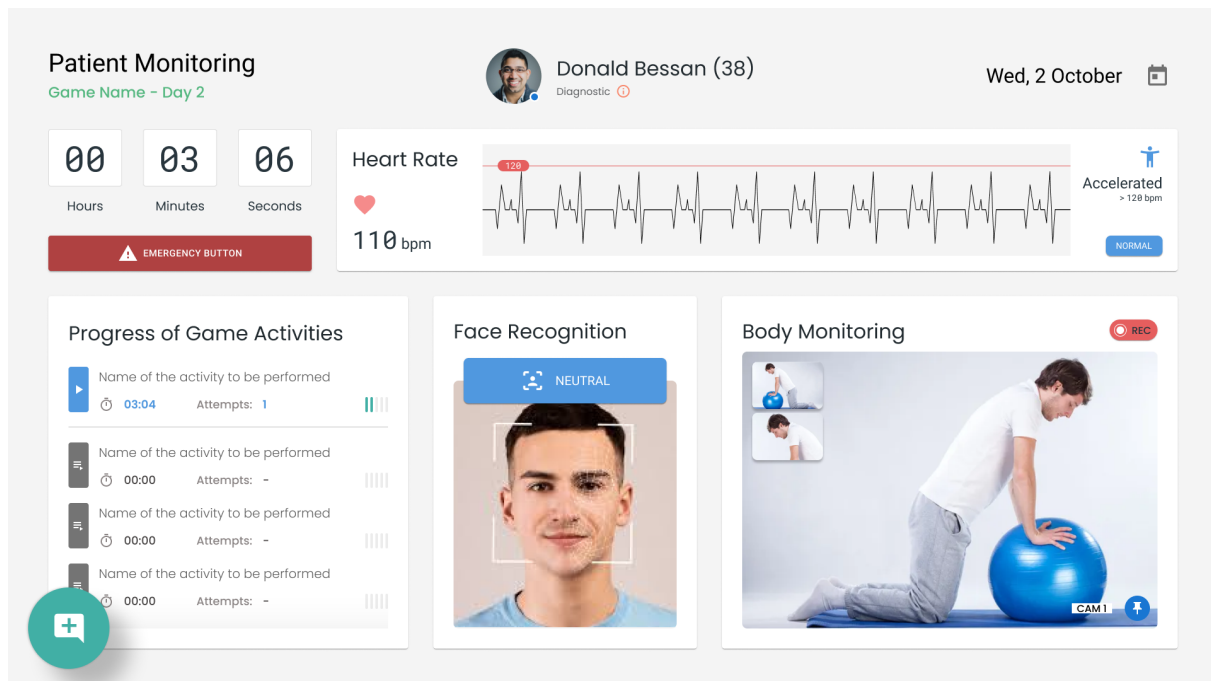 Patient Monitoring
Game Name - Day 2
Donald Bessan (38)
Diagnostic
Wed, 2 October
00
03
06
Hours
Minutes
Seconds
EMERGENCY BUTTON
Heart Rate
110 bpm
120
Accelerated
> 120 bpm
NORMAL
Progress of Game Activities
Name of the activity to be performed
03:04 Attempts: 1
Name of the activity to be performed
00:00 Attempts: -
Name of the activity to be performed
00:00 Attempts: -
Name of the activity to be performed
00:00 Attempts: -
Face Recognition
NEUTRAL
Body Monitoring
REC
CAM 1